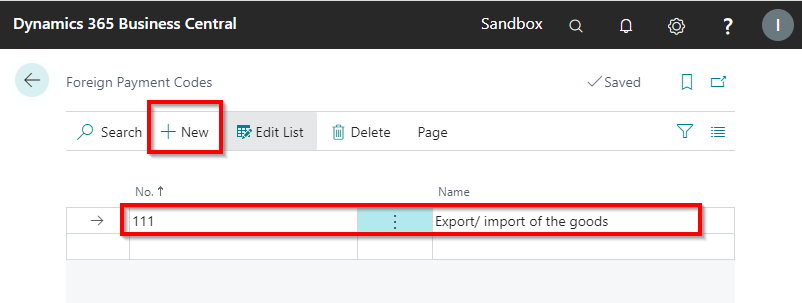 Dynamics 365 Business Central Sandbox ? I
Foreign Payment Codes Saved
Search + New Edit List Delete Page
No. ↑ Name
→ 111 ⋮ Export/ import of the goods